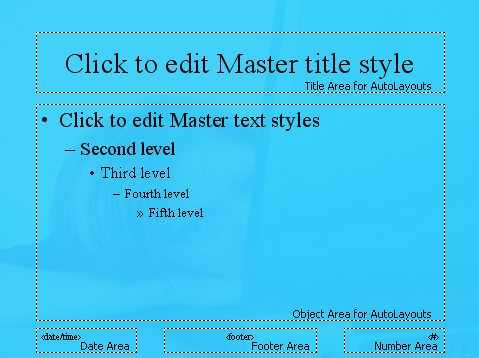 Click to edit Master title style
Title Area for AutoLayouts
• Click to edit Master text styles
– Second level
• Third level
– Fourth level
» Fifth level
Object Area for AutoLayouts
<date/time>
Date Area
<footer>
Footer Area
<#>
Number Area